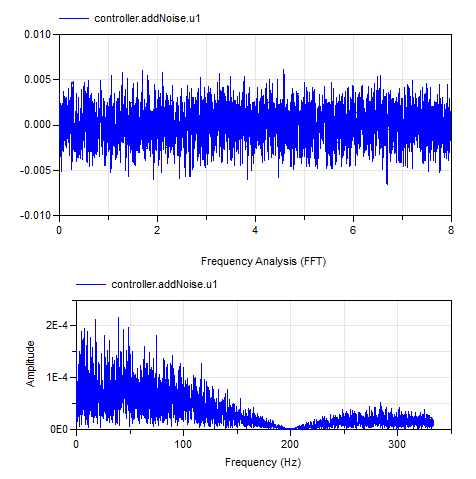 controller.addNoise.u1
0.010
0.005
0.000
-0.005
-0.010
0 2 4 6 8
Frequency Analysis (FFT)
controller.addNoise.u1
2E-4
1E-4
0E0
Amplitude
0 100 200 300
Frequency (Hz)